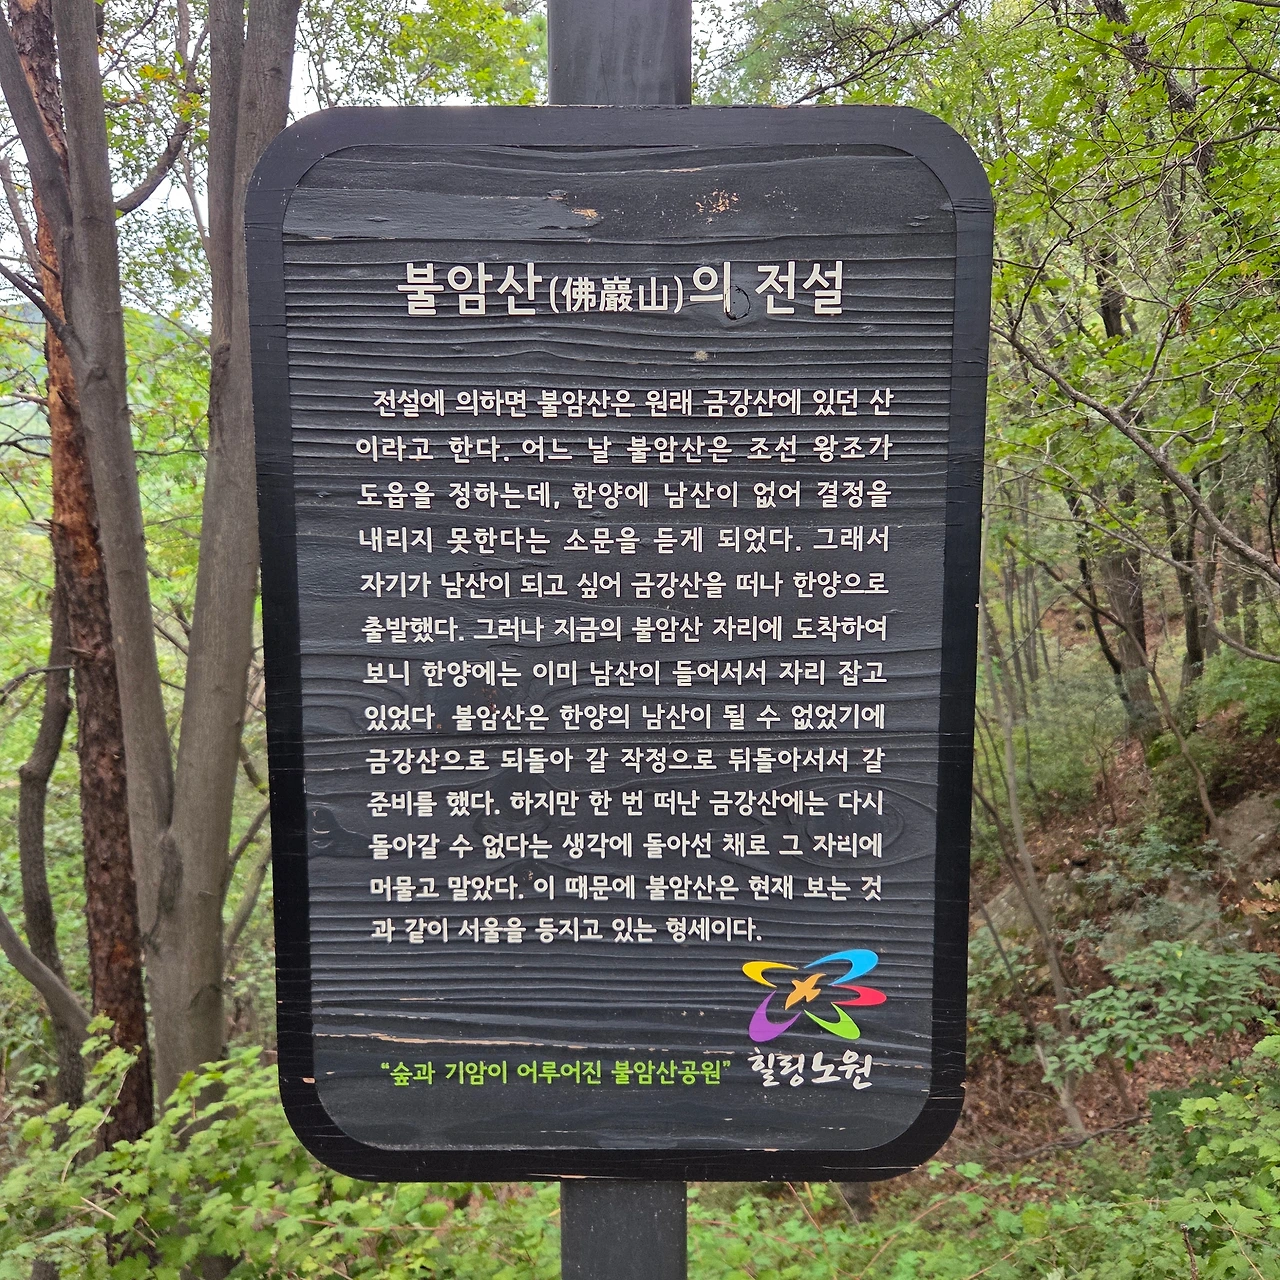 불암산(佛巖山)의 전설
전설에 의하면 불암산은 원래 금강산에 있던 산
이라고 한다. 어느 날 불암산은 조선 왕조가
도읍을 정하는데, 한양에 남산이 없어 결정을
내리지 못한다는 소문을 듣게 되었다. 그래서
자기가 남산이 되고 싶어 금강산을 떠나 한양으로
출발했다. 그러나 지금의 불암산 자리에 도착하여
보니 한양에는 이미 남산이 들어서서 자리 잡고
있었다 불암산은 한양의 남산이 될 수 없었기에
금강산으로 되돌아 갈 작정으로 뒤돌아서서 갈
준비를 했다. 하지만 한 번 떠난 금강산에는 다시
돌아갈 수 없다는 생각에 돌아선 채로 그 자리에
머물고 말았다. 이 때문에 불암산은 현재 보는 것
과 같이 서울을 등지고 있는 형세이다.
“숲과 기암이 어루어진 불암산공원” 힐링노원